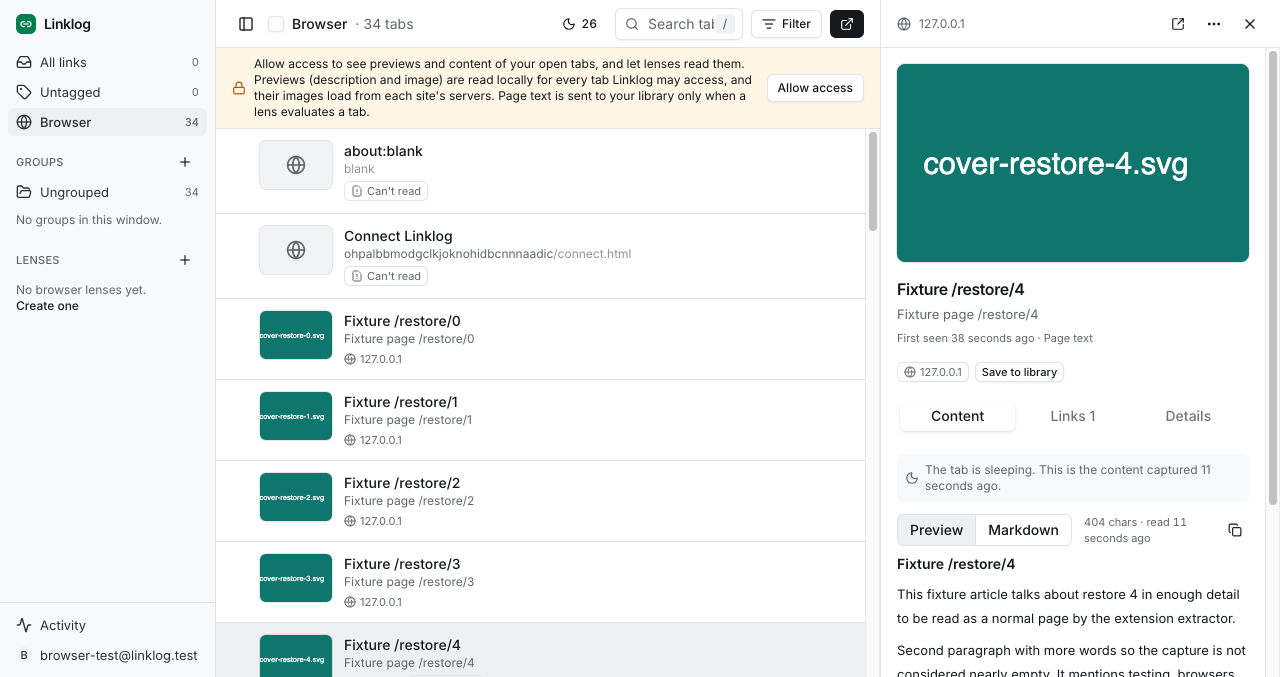 Linklog
All links 0
Untagged 0
Browser 34
GROUPS
Ungrouped 34
No groups in this window.
LENSES
No browser lenses yet.
Create one
Activity
B browser-test@linklog.test
Browser · 34 tabs
26
Search tab /
Filter
Allow access to see previews and content of your open tabs, and let lenses read them.
Previews (description and image) are read locally for every tab Linklog may access, and
their images load from each site's servers. Page text is sent to your library only when a
lens evaluates a tab.
Allow access
about:blank
blank
Can't read
Connect Linklog
ohpalbbmodgclkjoknohidbcnnnaadic/connect.html
Can't read
cover-restore-0.svg
Fixture /restore/0
Fixture page /restore/0
127.0.0.1
cover-restore-1.svg
Fixture /restore/1
Fixture page /restore/1
127.0.0.1
cover-restore-2.svg
Fixture /restore/2
Fixture page /restore/2
127.0.0.1
cover-restore-3.svg
Fixture /restore/3
Fixture page /restore/3
127.0.0.1
cover-restore-4.svg
Fixture /restore/4
Fixture page /restore/4
127.0.0.1
cover-restore-4.svg
Fixture /restore/4
Fixture page /restore/4
First seen 38 seconds ago · Page text
127.0.0.1
Save to library
Content
Links 1
Details
The tab is sleeping. This is the content captured 11
seconds ago.
Preview
Markdown
404 chars · read 11
seconds ago
Fixture /restore/4
This fixture article talks about restore 4 in enough detail
to be read as a normal page by the extension extractor.
Second paragraph with more words so the capture is not
considered nearly empty. It mentions testing, browsers,